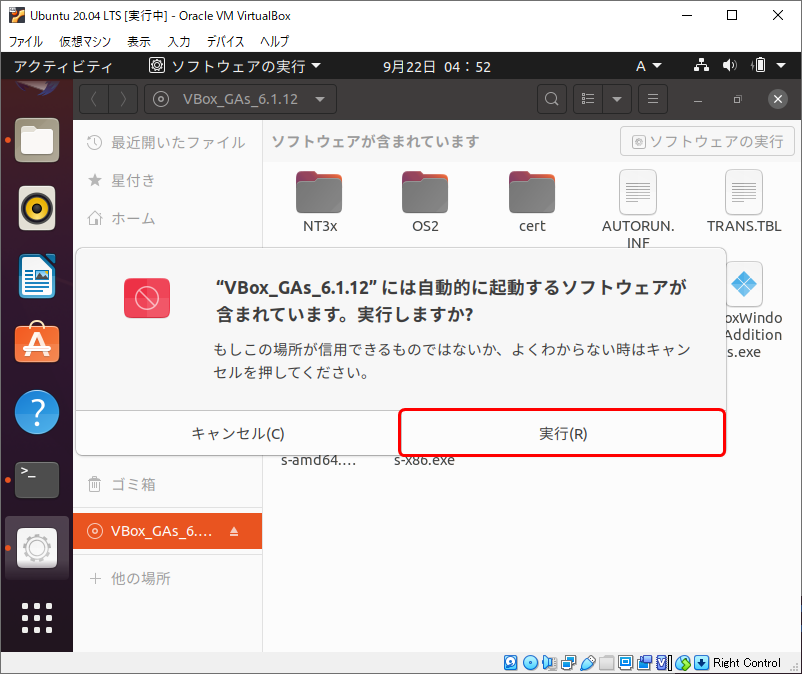 Ubuntu 20.04 LTS [実行中] - Oracle VM VirtualBox
ファイル 仮想マシン 表示 入力 デバイス ヘルプ
アクティビティ ソフトウェアの実行 9月22日 04：52 A
VBox_GAs_6.1.12
最近開いたファイル
星付き
ホーム
ソフトウェアが含まれています
ソフトウェアの実行
NT3x
OS2
cert
AUTORUN.
INF
TRANS.TBL
oxWindo
Addition
s.exe
“VBox_GAs_6.1.12” には自動的に起動するソフトウェアが
含まれています。実行しますか?
もしこの場所が信用できるものではないか、よくわからない時はキャン
セルを押してください。
キャンセル(C)
実行(R)
s-amd64.…
s-x86.exe
ゴミ箱
VBox_GAs_6.…
他の場所
Right Control